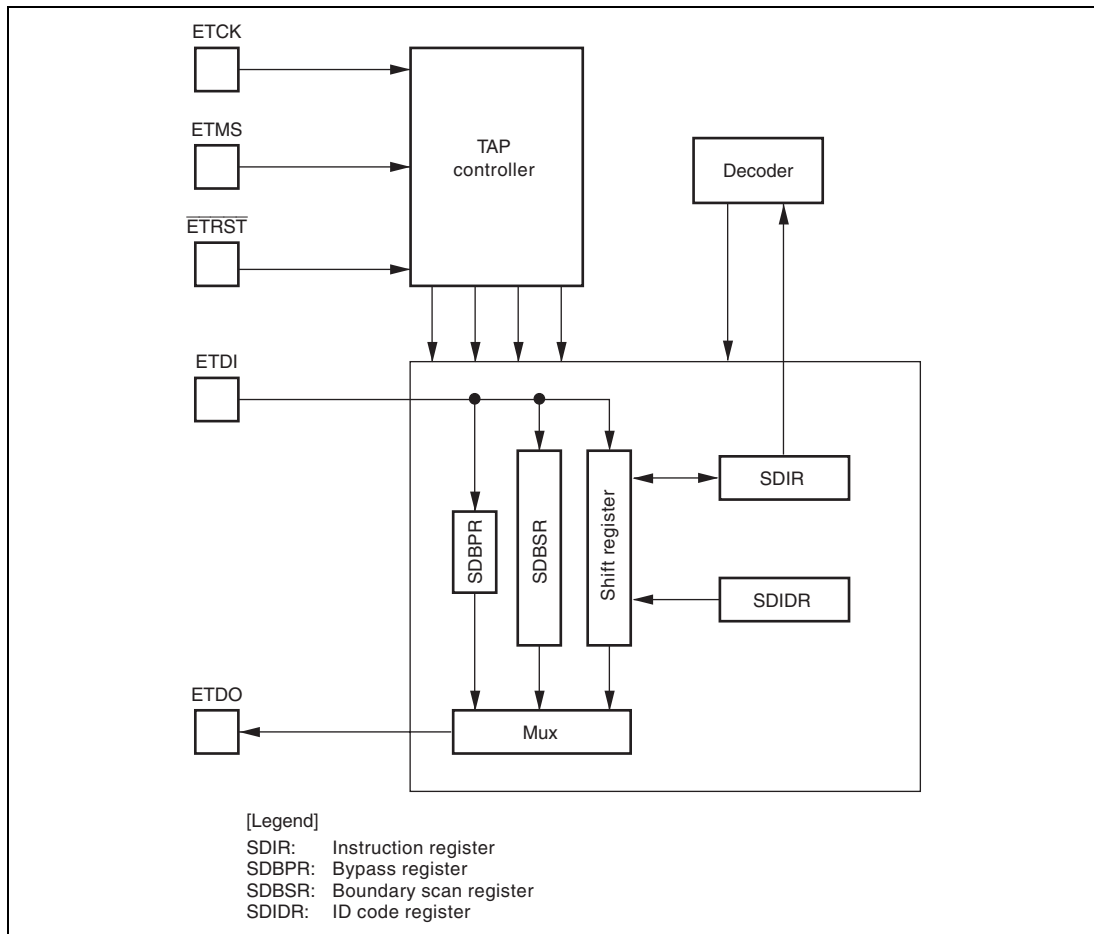 ETCK
ETMS
TAP
controller
Decoder
ETRST
ETDI
SDBPR
SDBSR
Shift register
SDIR
SDIDR
ETDO
Mux
[Legend]
SDIR: Instruction register
SDBPR: Bypass register
SDBSR: Boundary scan register
SDIDR: ID code register